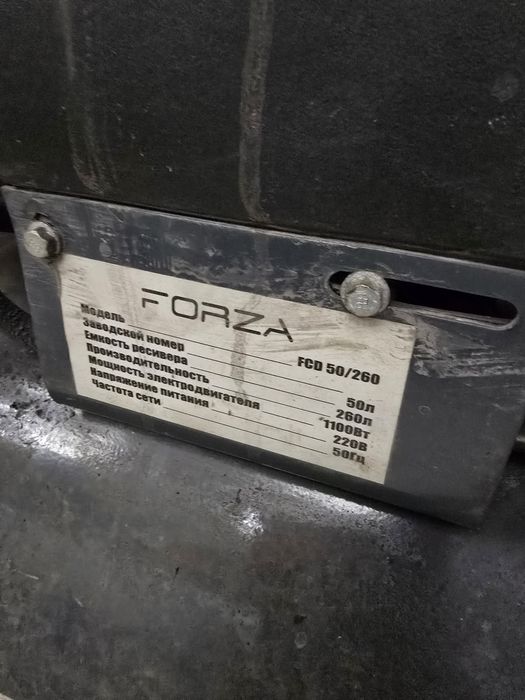 FORZA
Модель FCD 50/260
Заводской номер
Емкость ресивера 50л
Производительность 260л
Мощность электродвигателя 1100Вт
Напряжение питания 220В
Частота сети 50Гц